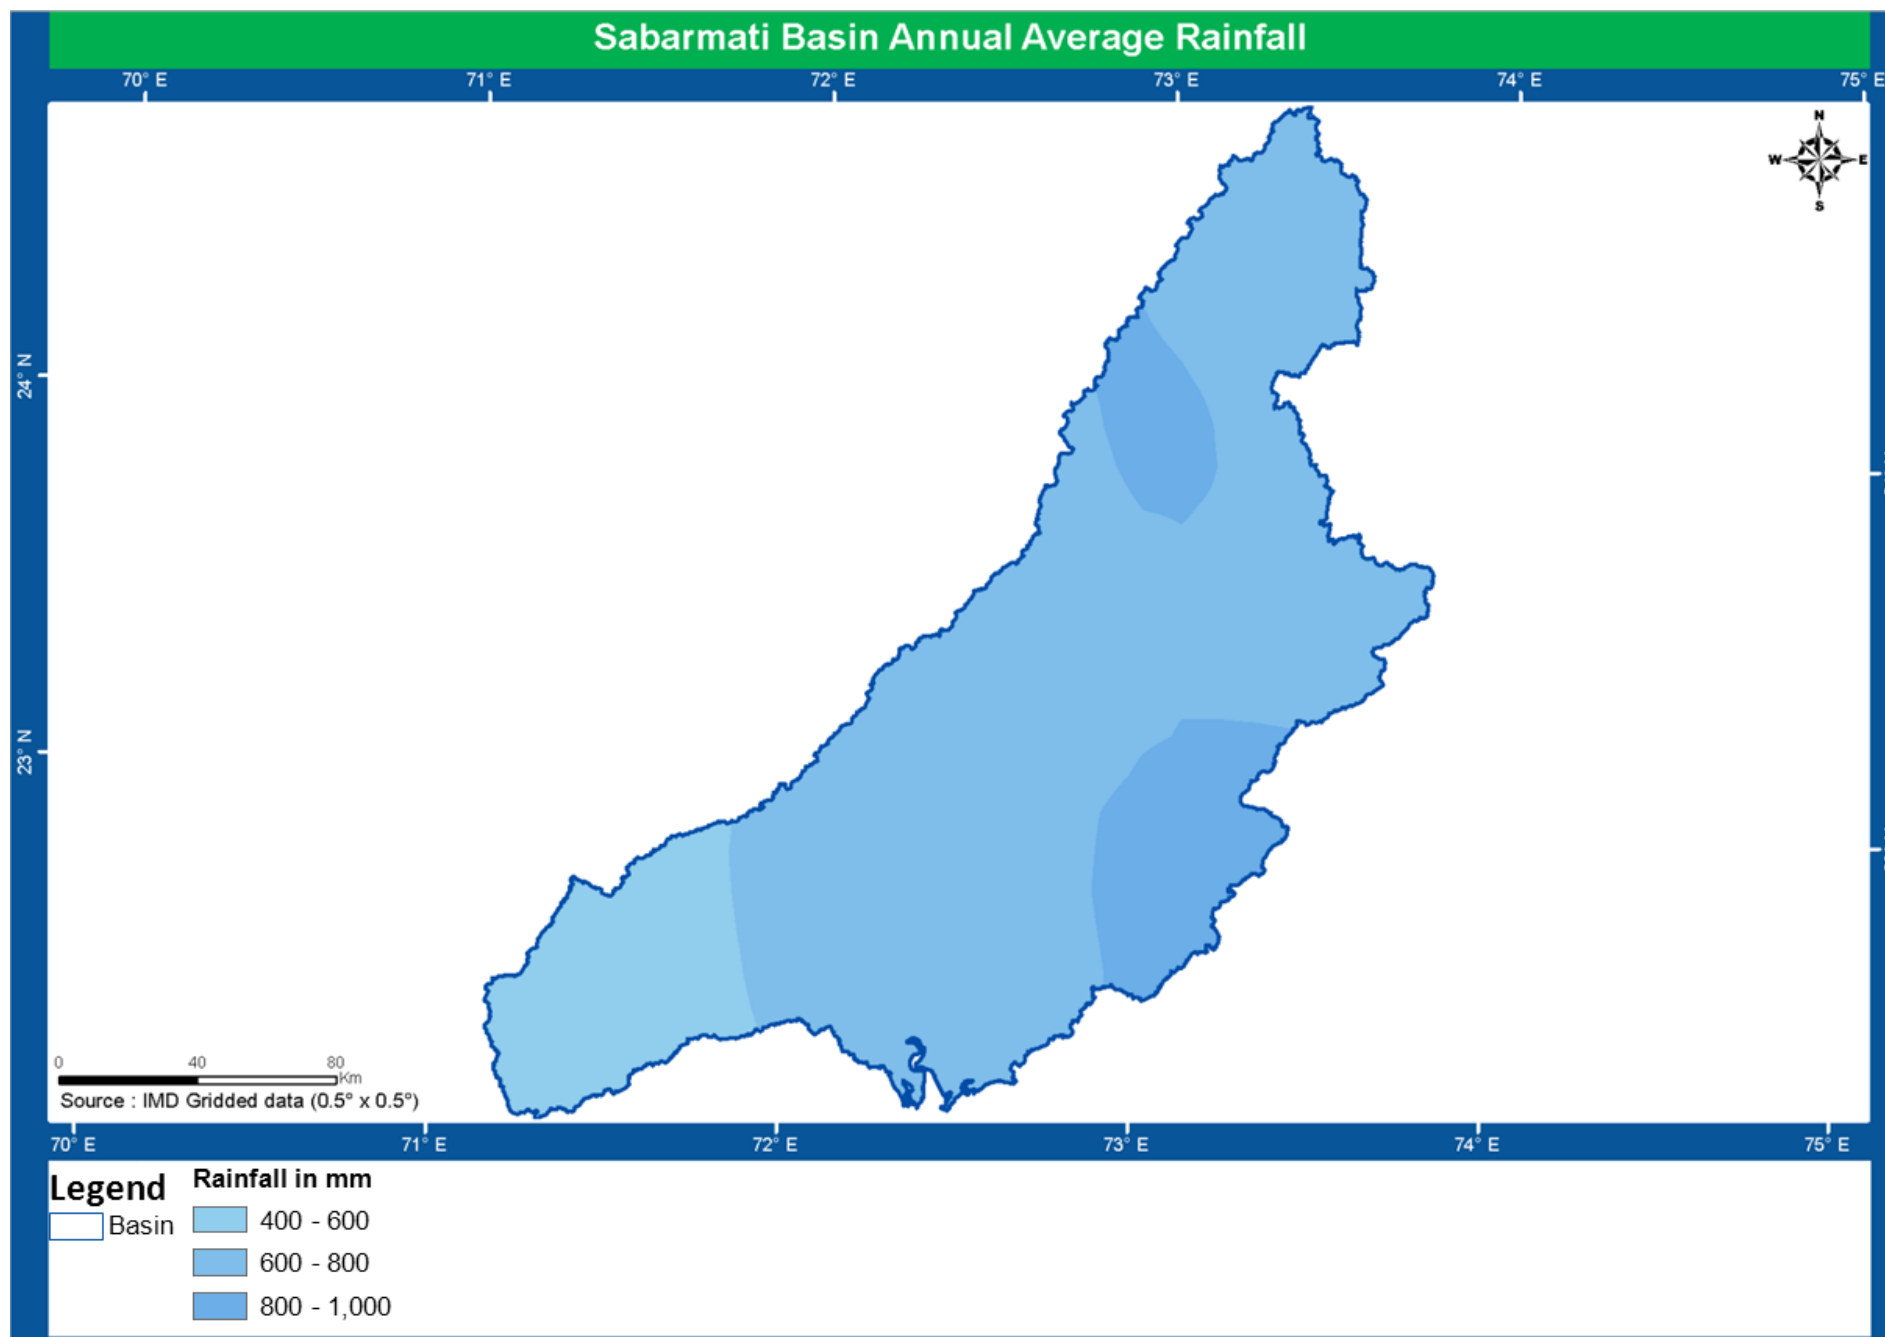 Sabarmati Basin Annual Average Rainfall
70° E 71° E 72° E 73° E 74° E 75° E
N
W E
S
24° N
23° N
0 40 80
Km
Source : IMD Gridded data (0.5° x 0.5°)
70° E 71° E 72° E 73° E 74° E 75° E
Legend
Basin
Rainfall in mm
400 - 600
600 - 800
800 - 1,000